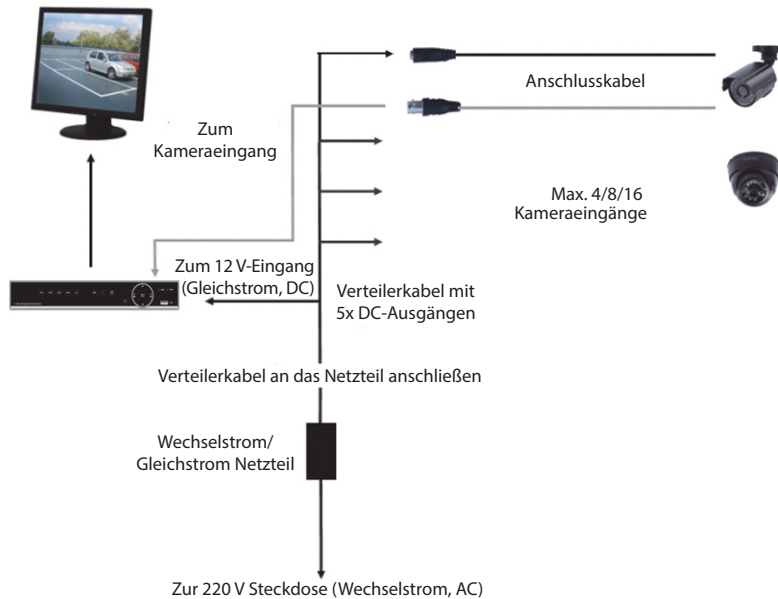 Anschlusskabel
Zum
Kameraeingang
Max. 4/8/16
Kameraeingänge
Zum 12 V-Eingang
(Gleichstrom, DC)
Verteilerkabel mit
5x DC-Ausgängen
Verteilerkabel an das Netzteil anschließen
Wechselstrom/
Gleichstrom Netzteil
Zur 220 V Steckdose (Wechselstrom, AC)